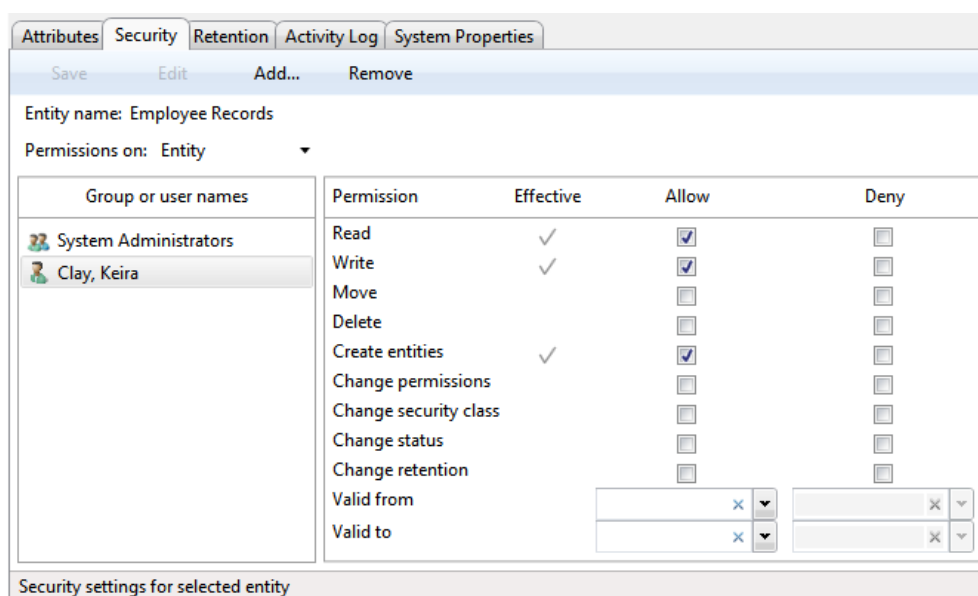 Attributes Security Retention Activity Log System Properties
Save Edit Add... Remove
Entity name: Employee Records
Permissions on: Entity
Group or user names Permission Effective Allow Deny
System Administrators
Clay, Keira
Read
Write
Move
Delete
Create entities
Change permissions
Change security class
Change status
Change retention
Valid from
Valid to
Security settings for selected entity